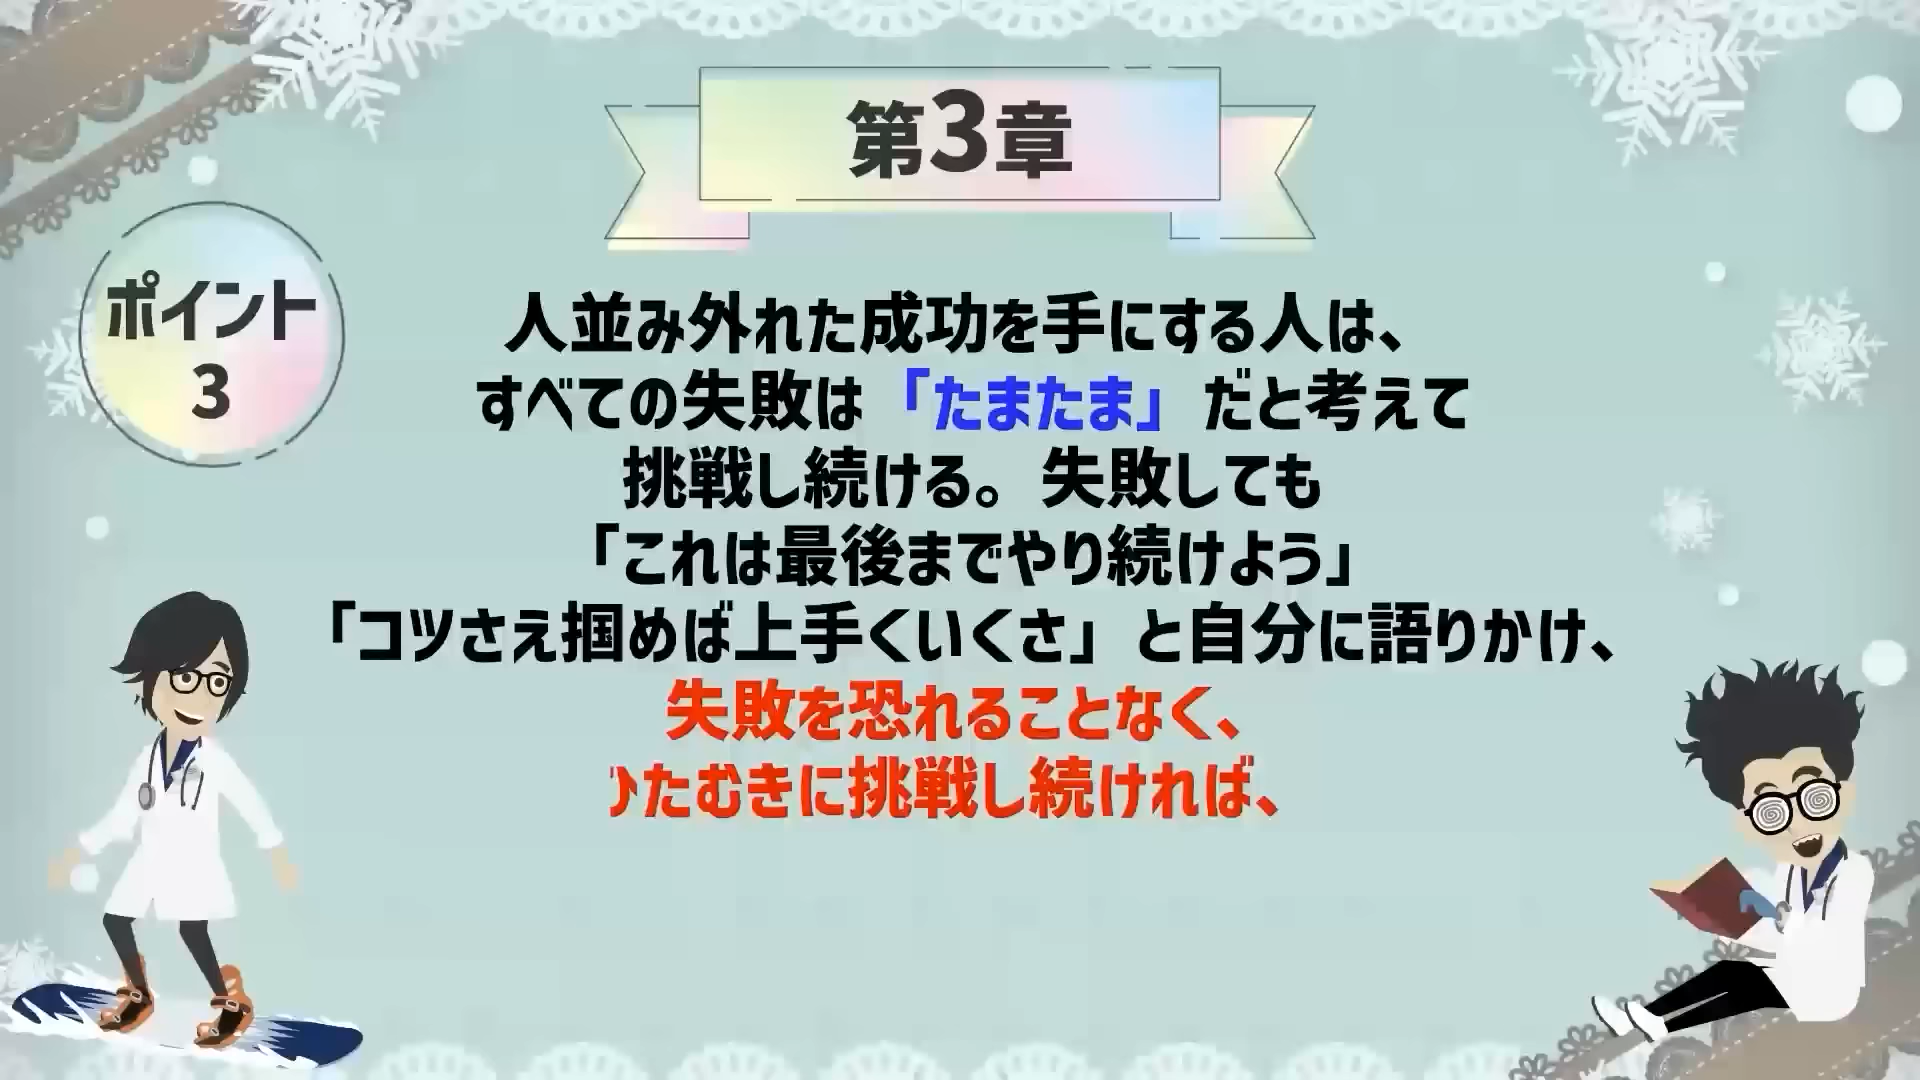 第3章
ポイント
3
人並み外れた成功を手にする人は、
すべての失敗は「たまたま」だと考えて
挑戦し続ける。失敗しても
「これは最後までやり続けよう」
「コツさえ掴めば上手くいくさ」と自分に語りかけ、
失敗を恐れることなく、
ひたむきに挑戦し続ければ、